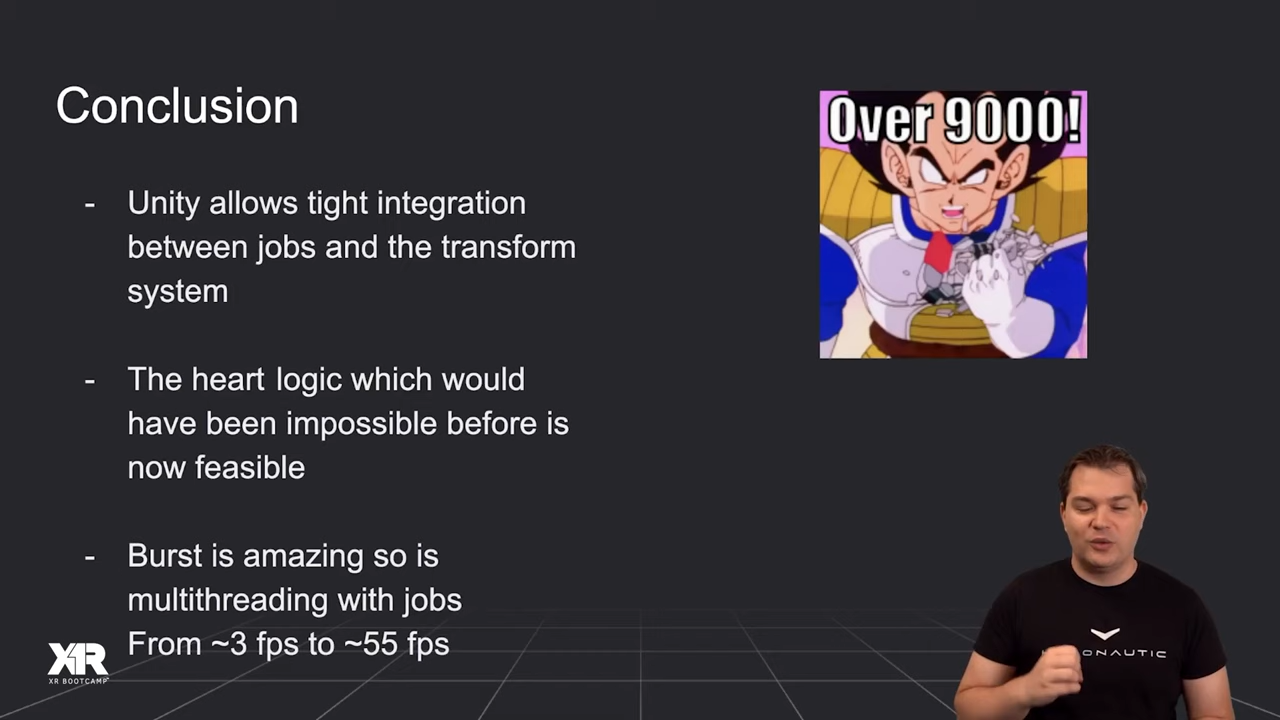 Conclusion
Over 9000!
- Unity allows tight integration
between jobs and the transform
system
- The heart logic which would
have been impossible before is
now feasible
- Burst is amazing so is
multithreading with jobs
From ~3 fps to ~55 fps
XR
XR BOOTCAMP